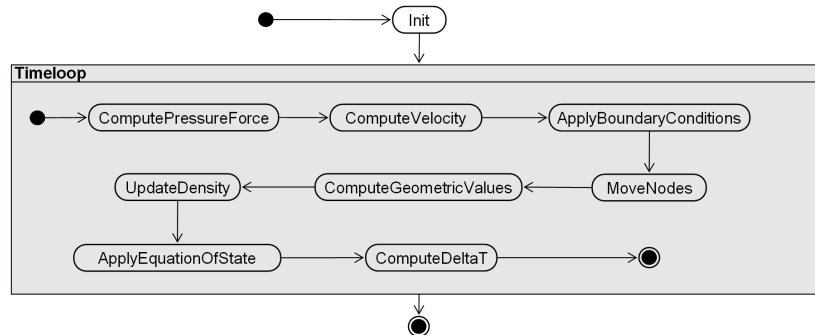 Init
Timeloop
ComputePressureForce
ComputeVelocity
ApplyBoundaryConditions
UpdateDensity
ComputeGeometricValues
MoveNodes
ApplyEquationOfState
ComputeDeltaT